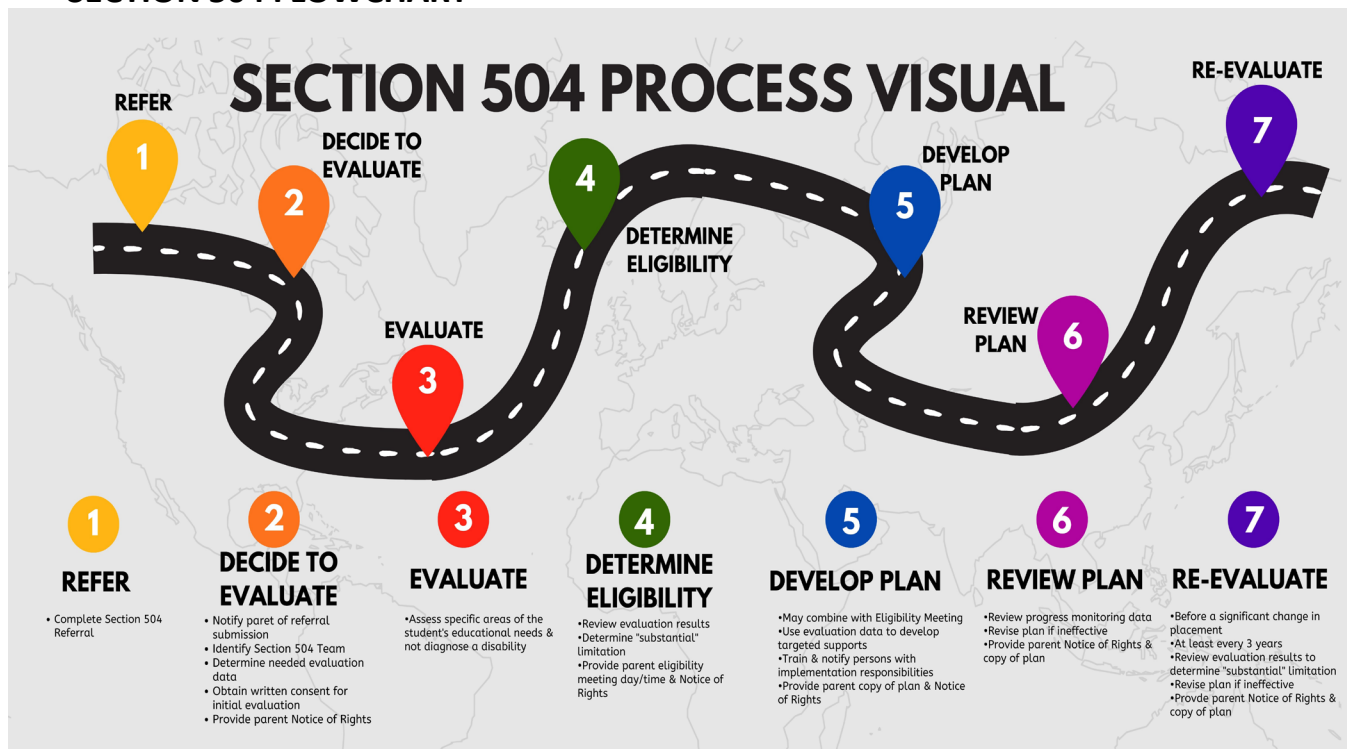 SECTION 504 FLOWCHART
SECTION 504 PROCESS VISUAL
REFER
1
DECIDE TO
EVALUATE
2
EVALUATE
3
4
DETERMINE
ELIGIBILITY
DEVELOP
PLAN
5
REVIEW
PLAN
6
RE-EVALUATE
7
1
REFER
• Complete Section 504
Referral
2
DECIDE TO
EVALUATE
• Notify paret of referral
submission
• Identify Section 504 Team
• Determine needed evaluation
data
• Obtain written consent for
initial evaluation
• Provide parent Notice of Rights
3
EVALUATE
•Assess specific areas of the
student's educational needs &
not diagnose a disability
4
DETERMINE
ELIGIBILITY
•Review evaluation results
•Determine "substantial"
limitation
•Provide parent eligibility
meeting day/time & Notice of
Rights
5
DEVELOP PLAN
•May combine with Eligibility Meeting
•Use evaluation data to develop
targeted supports
•Train & notify persons with
implementation responsibilities
•Provide parent copy of plan & Notice
of Rights
6
REVIEW PLAN
•Review progress monitoring data
•Revise plan if ineffective
•Provide parent Notice of Rights &
copy of plan
7
RE-EVALUATE
•Before a significant change in
placement
•At least every 3 years
•Review evaluation results to
determine "substantial" limitation
•Revise plan if ineffective
•Provde parent Notice of Rights &
copy of plan